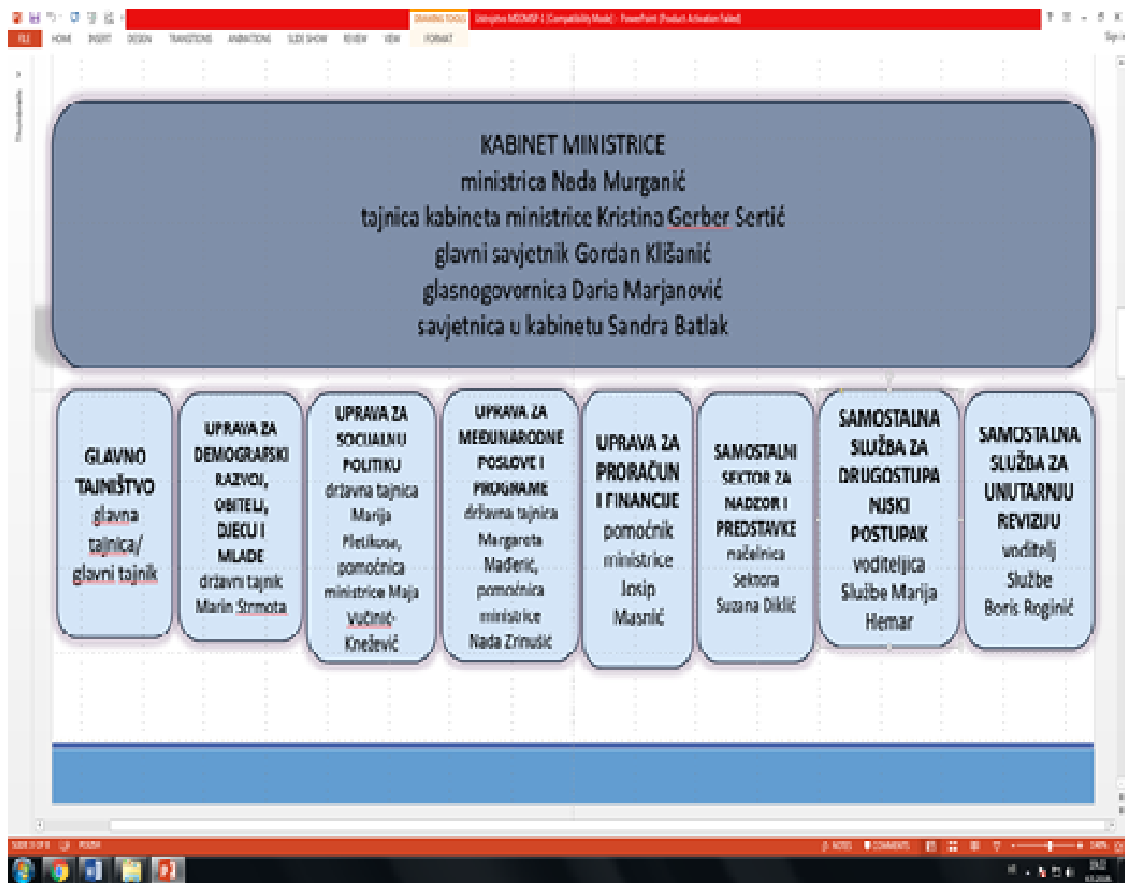 DRAWING TOOLS
FILE
HOME
INSERT
DESIGN
TRANSITIONS
ANIMATIONS
SLIDE SHOW
REVIEW
VIEW
FORMAT
Sign in
KABINET MINISTRICE
ministrica Nada Murganić
tajnica kabineta ministrice Kristina Gerber Sertić
glavni savjetnik Gordan Klišanić
glasnogovornica Daria Marjanović
savjetnica u kabinetu Sandra Batlak
GLAVNO
TAJNIŠTVO
glavna
tajnica/
glavni tajnik
UPRAVA ZA
DEMOGRAFSKI
RAZVOJ,
OBITELJ,
DJECU I
MLADE
državni tajnik
Marin Strmota
UPRAVA ZA
SOCIJALNU
POLITIKU
državna tajnica
Marija
Pletikosa,
pomoćnica
ministrice Maja
Vučinić-
Knežević
UPRAVA ZA
MEĐUNARODNE
POSLOVE I
PROGRAME
državna tajnica
Margareta
Mađerić,
pomoćnica
ministrice
Nada Zrinušić
UPRAVA ZA
PRORAČUN
I FINANCIJE
pomoćnik
ministrice
Josip
Masnić
SAMOSTALNI
SEKTOR ZA
NADZOR I
PREDSTAVKE
načelnica
Sektora
Suzana Diklić
SAMOSTALNA
SLUŽBA ZA
DRUGOSTUPA
NJSKI
POSTUPAK
voditeljica
Službe Marija
Hemar
SAMOSTALNA
SLUŽBA ZA
UNUTARNJU
REVIZIJU
voditelj
Službe
Boris Roginić
NOTES
COMMENTS